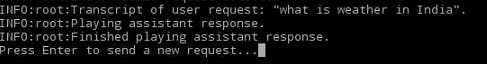 INFO:root:Transcript of user request: "what is weather in India".
INFO:root:Playing assistant response.
INFO:root:Finished playing assistant response.
Press Enter to send a new request...